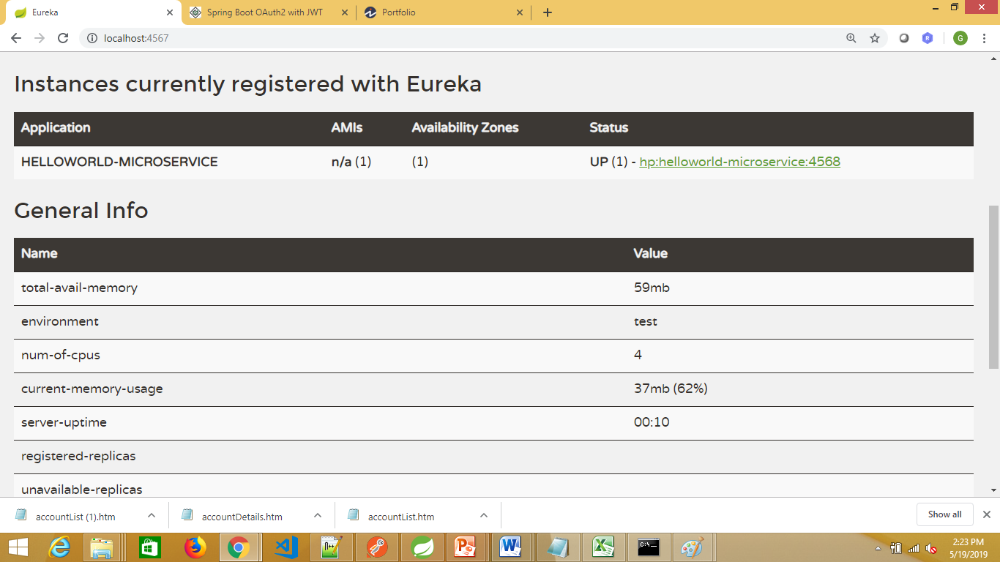 Eureka
Spring Boot OAuth2 with JWT
Portfolio
localhost:4567
R
G
Instances currently registered with Eureka
Application AMIs Availability Zones Status
HELLOWORLD-MICROSERVICE n/a (1) (1) UP (1) - hp:helloworld-microservice:4568
General Info
Name Value
total-avail-memory 59mb
environment test
num-of-cpus 4
current-memory-usage 37mb (62%)
server-uptime 00:10
registered-replicas
unavailable-replicas
accountList (1).htm
accountDetails.htm
accountList.htm
Show all
2:23 PM
5/19/2019